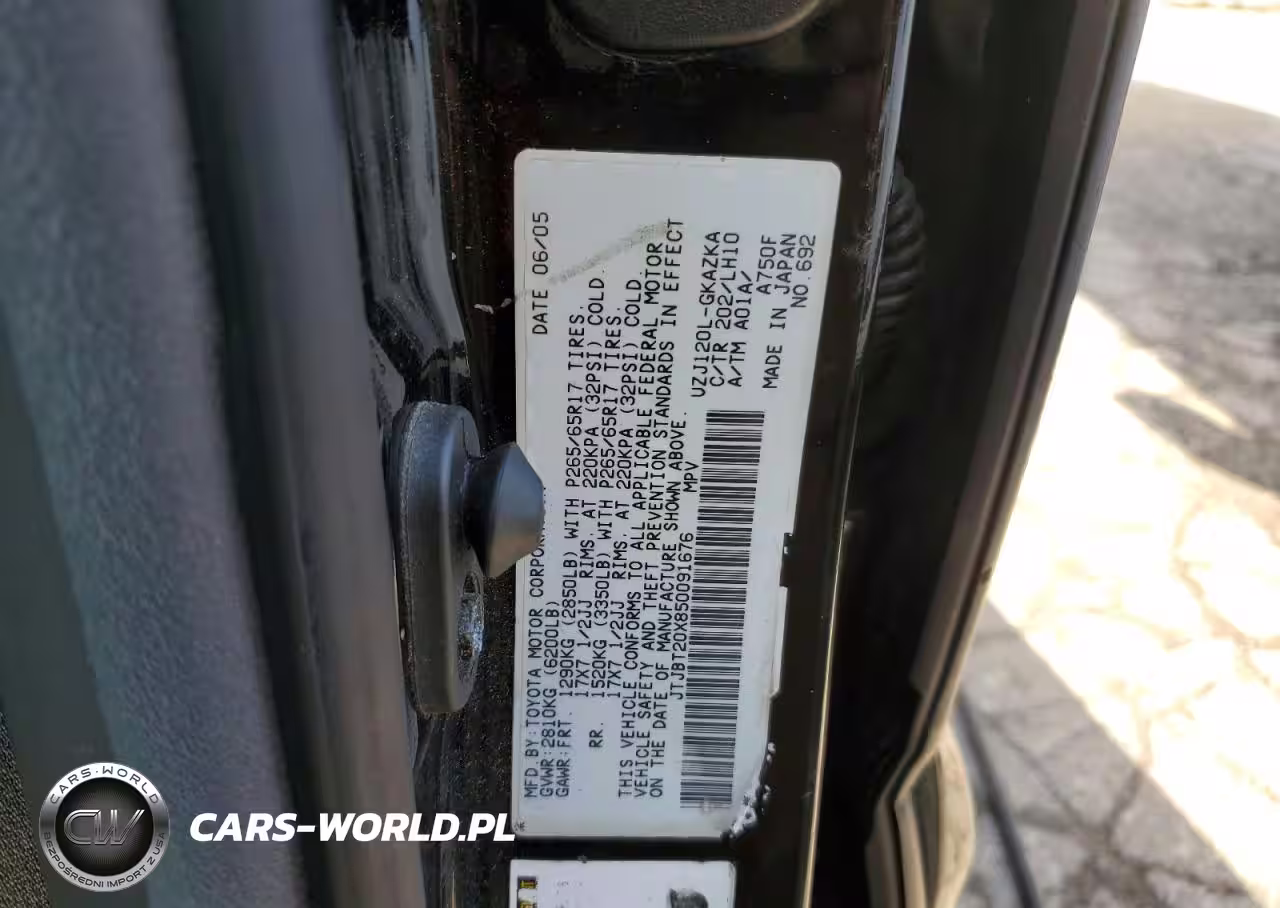 DATE 06/05
MFD.BY:TOYOTA MOTOR
GVWR:2810KG (6200LB)
GAWR:FRT. 1290KG (2850LB) WITH P265/65R17 TIRES.
17X7 1/2JJ RIMS, AT 220KPA (32PSI) COLD.
RR. 1520KG (3350LB) WITH P265/65R17 TIRES.
17X7 1/2JJ RIMS, AT 220KPA (32PSI) COLD.
THIS VEHICLE CONFORMS TO ALL APPLICABLE FEDERAL MOTOR
VEHICLE SAFETY AND THEFT PREVENTION STANDARDS IN EFFECT
ON THE DATE OF MANUFACTURE SHOWN ABOVE.
JTJBT20X850091676 MPV
UZJ120L-GKAZKA
C/TR 202/LH10
A/TM A01A/
A750F
MADE IN JAPAN
NO.692
CARS-WORLD
CW
BEZPOŚREDNI IMPORT Z USA
CARS-WORLD.PL